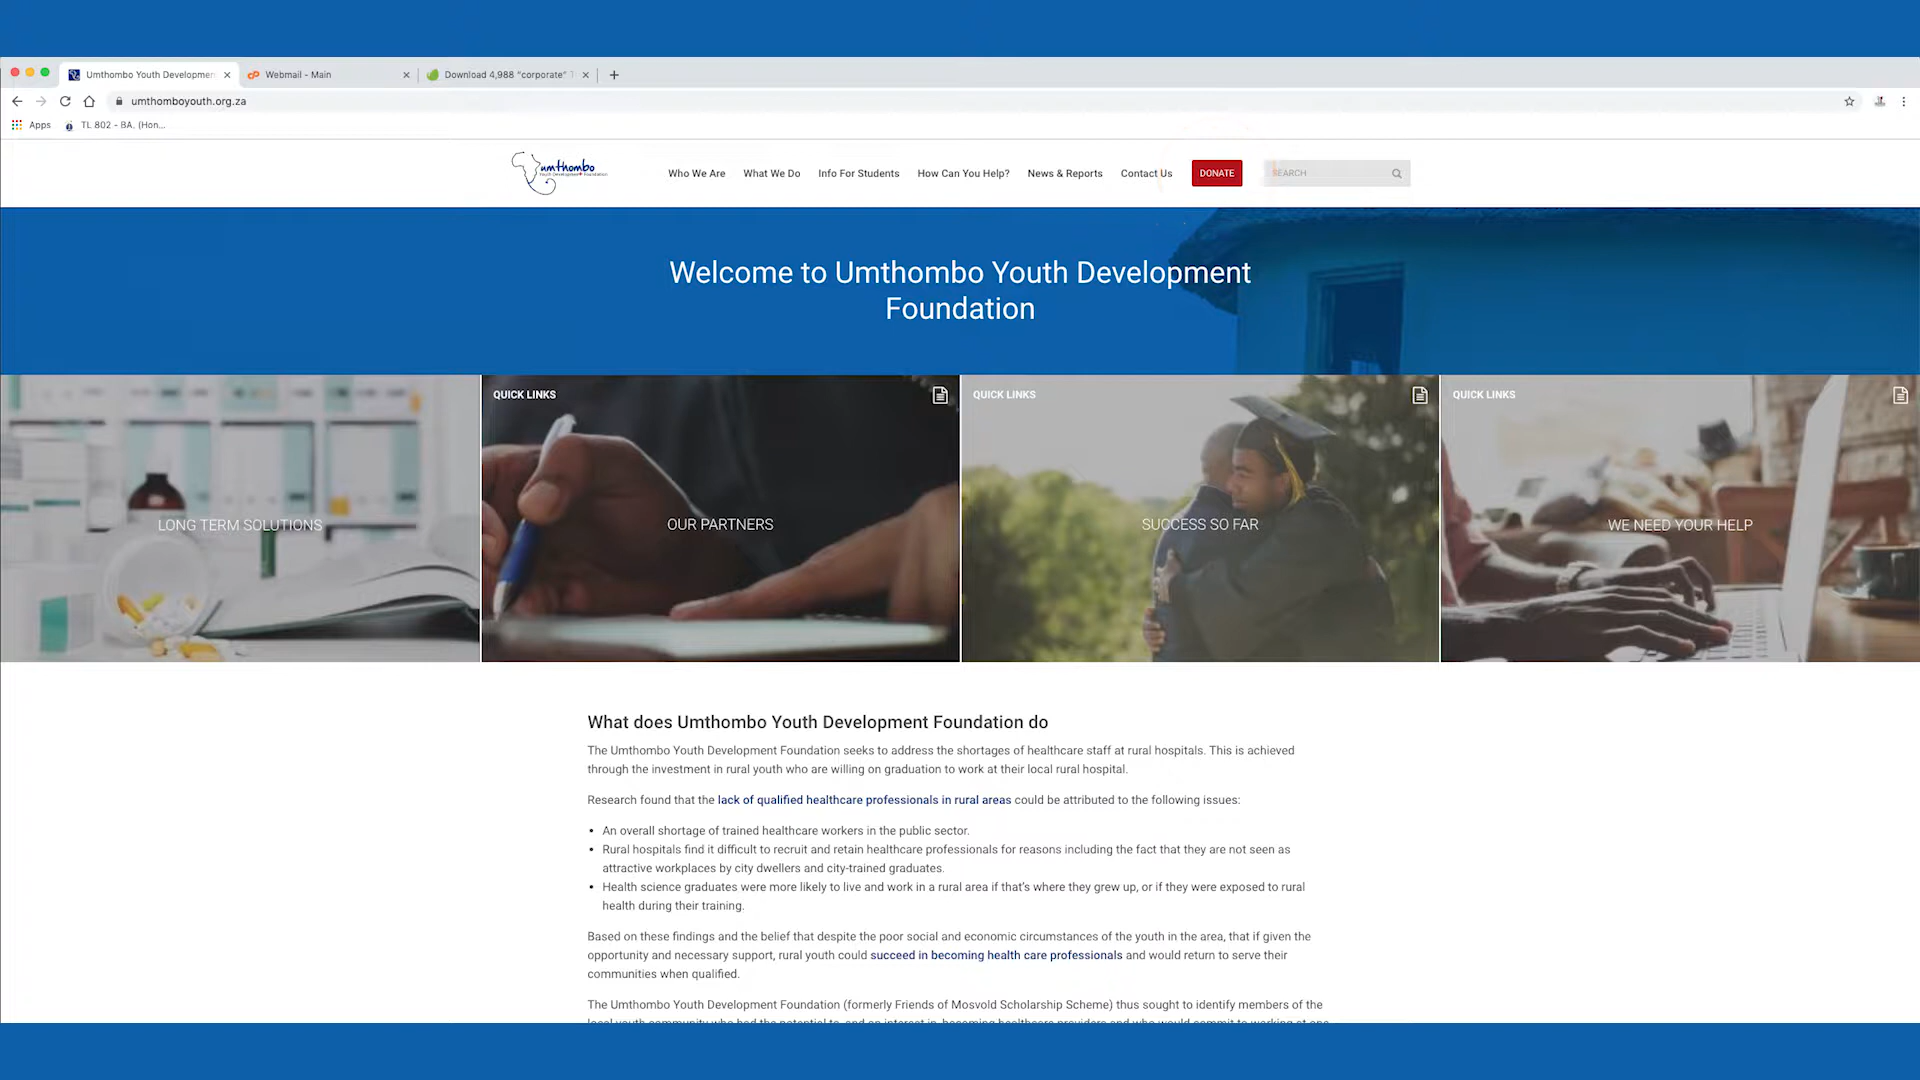 Umthombo Youth Developmen
Webmail - Main
Download 4,988 "corporate"
umthomboyouth.org.za
Apps
TL 802 - BA. (Hon...
umthombo
Youth Development Foundation
Who We Are
What We Do
Info For Students
How Can You Help?
News & Reports
Contact Us
DONATE
SEARCH
Welcome to Umthombo Youth Development
Foundation
LONG TERM SOLUTIONS
QUICK LINKS
OUR PARTNERS
QUICK LINKS
SUCCESS SO FAR
QUICK LINKS
WE NEED YOUR HELP
What does Umthombo Youth Development Foundation do
The Umthombo Youth Development Foundation seeks to address the shortages of healthcare staff at rural hospitals. This is achieved
through the investment in rural youth who are willing on graduation to work at their local rural hospital.
Research found that the lack of qualified healthcare professionals in rural areas could be attributed to the following issues:
• An overall shortage of trained healthcare workers in the public sector.
• Rural hospitals find it difficult to recruit and retain healthcare professionals for reasons including the fact that they are not seen as
attractive workplaces by city dwellers and city-trained graduates.
• Health science graduates were more likely to live and work in a rural area if that's where they grew up, or if they were exposed to rural
health during their training.
Based on these findings and the belief that despite the poor social and economic circumstances of the youth in the area, that if given the
opportunity and necessary support, rural youth could succeed in becoming health care professionals and would return to serve their
communities when qualified.
The Umthombo Youth Development Foundation (formerly Friends of Mosvold Scholarship Scheme) thus sought to identify members of the